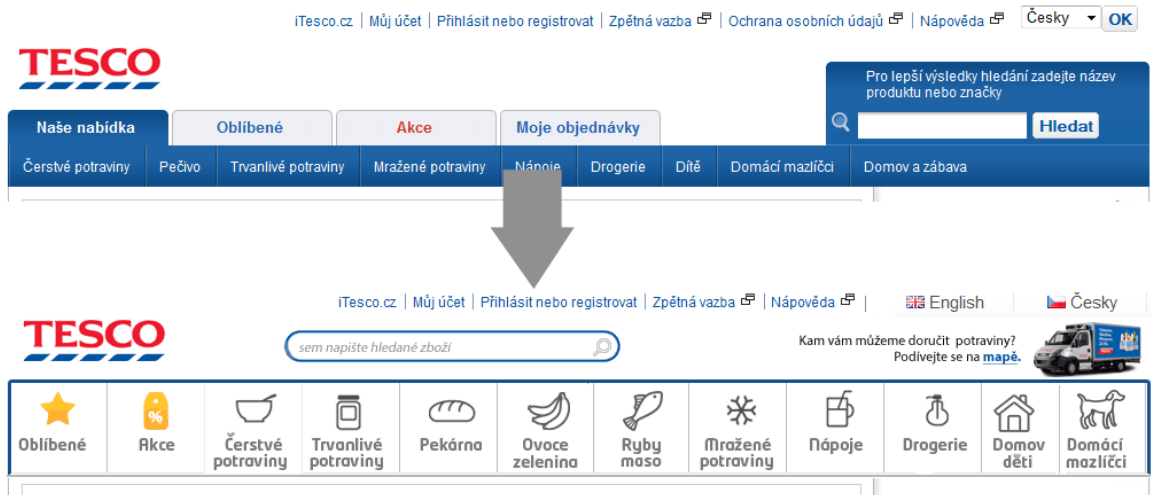 iTesco.cz | Můj účet | Přihlásit nebo registrovat | Zpětná vazba | Ochrana osobních údajů | Nápověda Česky OK
TESCO
Pro lepší výsledky hledání zadejte název
produktu nebo značky
Hledat
Naše nabídka Oblíbené Akce Moje objednávky
Čerstvé potraviny Pečivo Trvanlivé potraviny Mražené potraviny Nápoje Drogerie Dítě Domácí mazlíčci Domov a zábava
iTesco.cz | Můj účet | Přihlásit nebo registrovat | Zpětná vazba | Nápověda | English Česky
TESCO
sem napište hledané zboží
Kam vám můžeme doručit potraviny?
Podívejte se na mapě.
%
Oblíbené Akce Čerstvé Trvanlivé Pekárna Ovoce Ryby Mražené Nápoje Drogerie Domov Domácí
potraviny potraviny zelenina maso potraviny děti mazlíčci